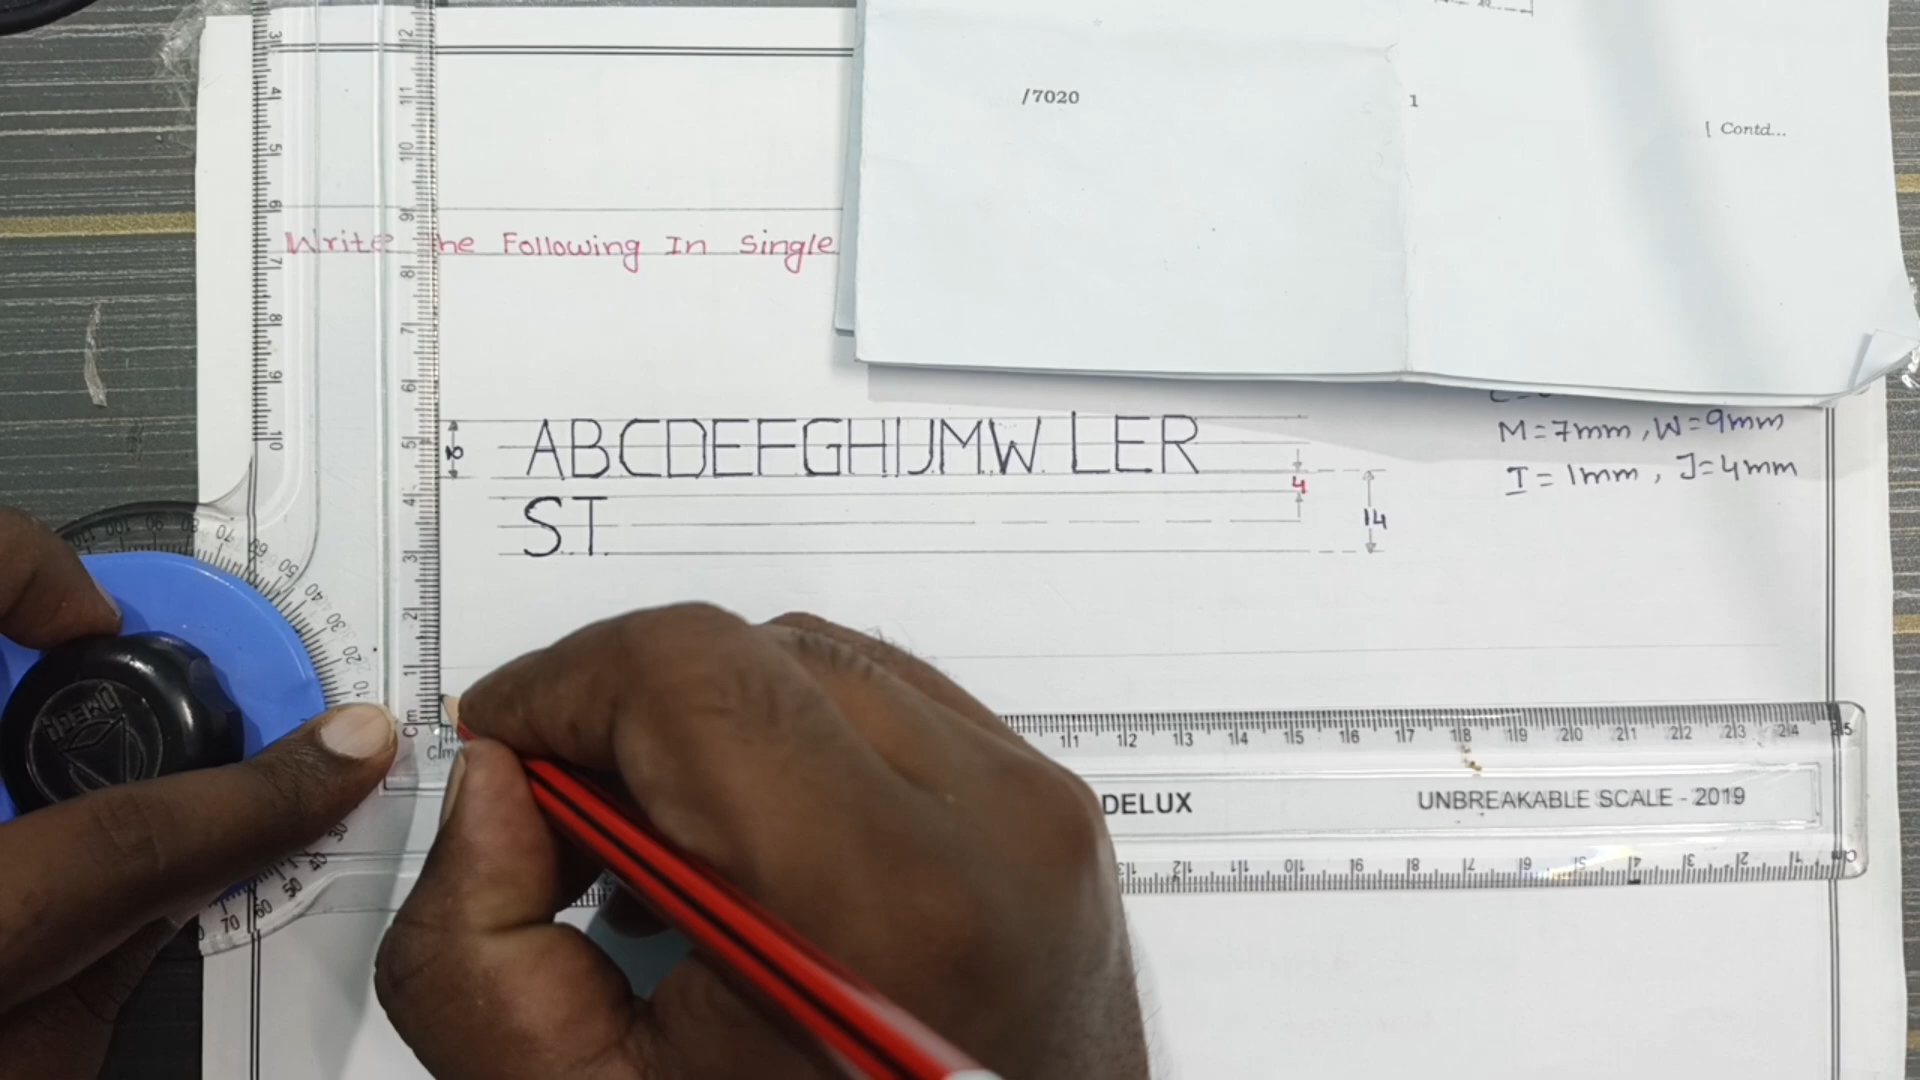 /7020
1
[ Contd...
Write the Following In Single
M=7mm, W=9mm
I = 1mm, J=4mm
ABCDEFGHIJMW LER
ST
4
14
DELUX
UNBREAKABLE SCALE - 2019